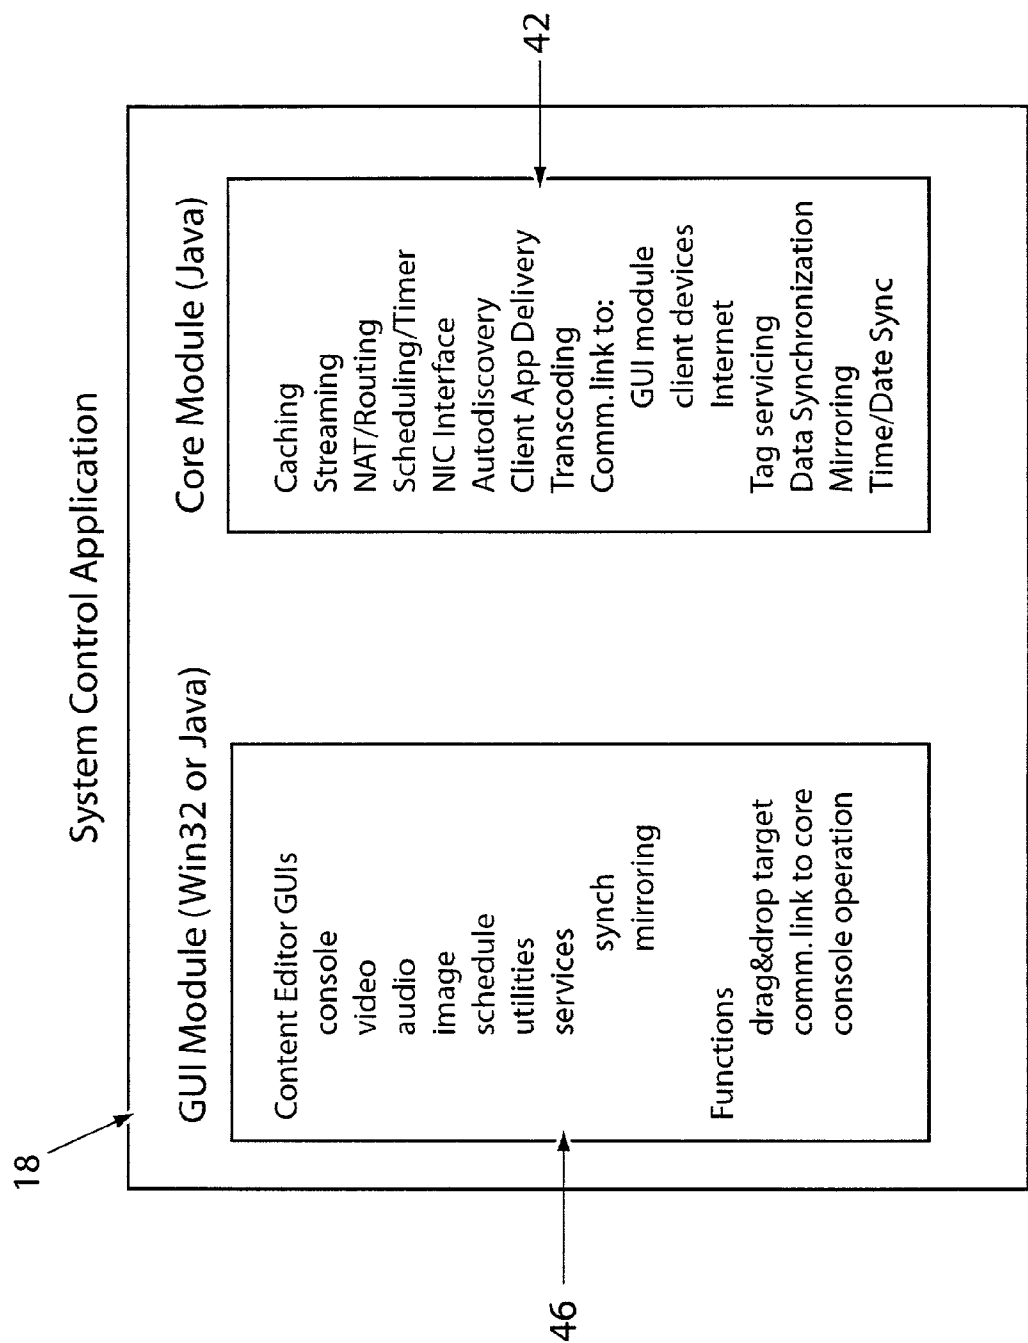 System Control Application
18
GUI Module (Win32 or Java)
Content Editor GUIs
console
video
audio
image
schedule
utilities
services
synch
mirroring
Functions
drag&drop target
comm. link to core
console operation
46
Core Module (Java)
Caching
Streaming
NAT/Routing
Scheduling/Timer
NIC Interface
Autodiscovery
Client App Delivery
Transcoding
Comm. link to:
GUI module
client devices
Internet
Tag servicing
Data Synchronization
Mirroring
Time/Date Sync
42